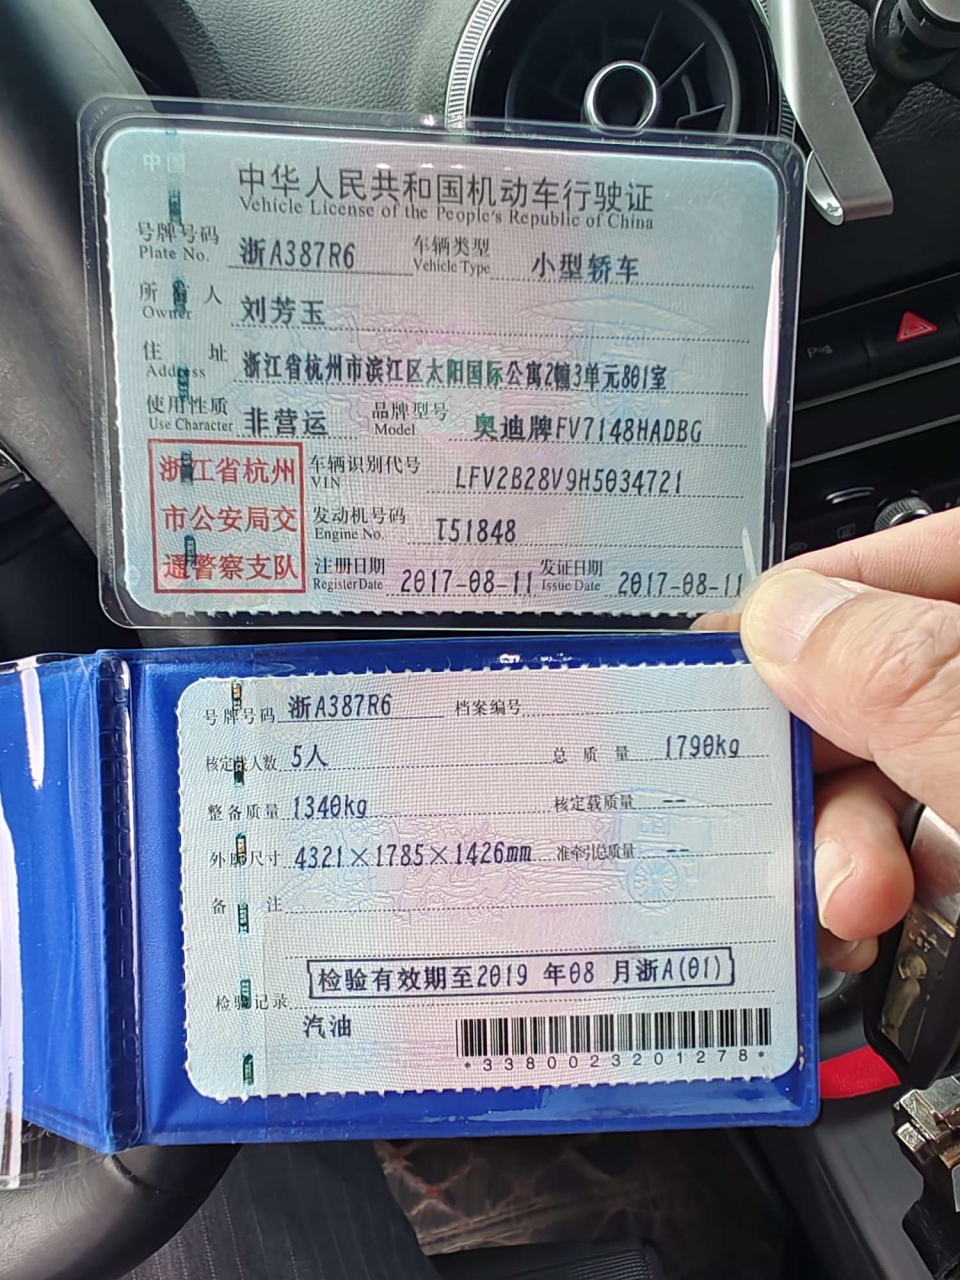 中国
中华人民共和国机动车行驶证
Vehicle License of the People's Republic of China
号牌号码 浙A387R6 车辆类型 小型轿车
Plate No. Vehicle Type
所 人 刘芳玉
Owner
住 址 浙江省杭州市滨江区太阳国际公寓2幢3单元801室
Address
使用性质 非营运 品牌型号 奥迪牌FV7148HADBG
Use Character Model
浙江省杭州
市公安局交
通警察支队
车辆识别代号 LFV2B28V9H5034721
VIN
发动机号码 T51848
Engine No.
注册日期 2017-08-11 发证日期 2017-08-11
Register Date Issue Date
号牌号码 浙A387R6 档案编号
核定载人数 5人 总质量 1790kg
整备质量 1340kg 核定载质量 --
外廓尺寸 4321×1785×1426mm 准牵引总质量 --
备 注
检验有效期至2019 年08 月浙A(01)
检验记录
汽油
*3380023201278*
PAS